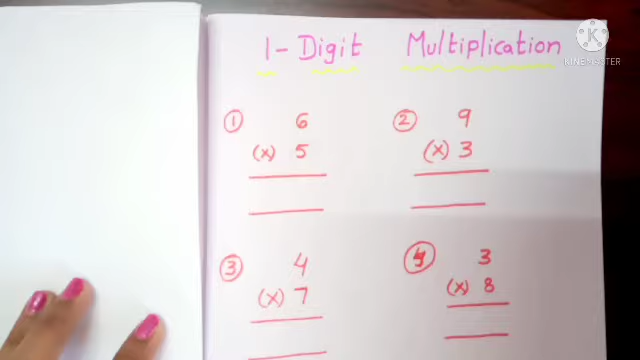 1- Digit Multiplication
KINEMASTER
① 6 ② 9
(x) 5 (x) 3
③ 4 ④ 3
(x) 7 (x) 8